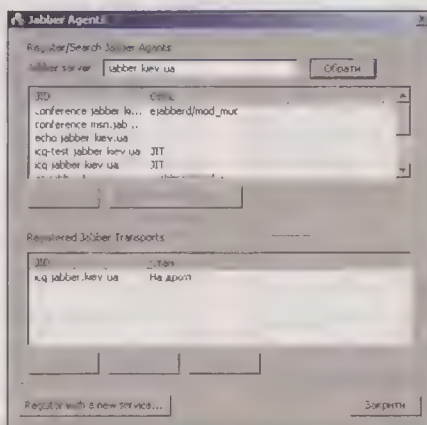 Jabber Agents
Register/Search Jabber Agents
Jabber server jabber kiev ua Обрати
JID
conference jabber k... ejabberd/mod_muc
conference msn.jab ...
echo jabber kiev.ua
icq-test jabber kiev ua JIT
icq jabber kiev ua JIT
Registered Jabber Transports
JID Стан
icq jabber.kiev ua На дроті
Register with a new service... Закрити